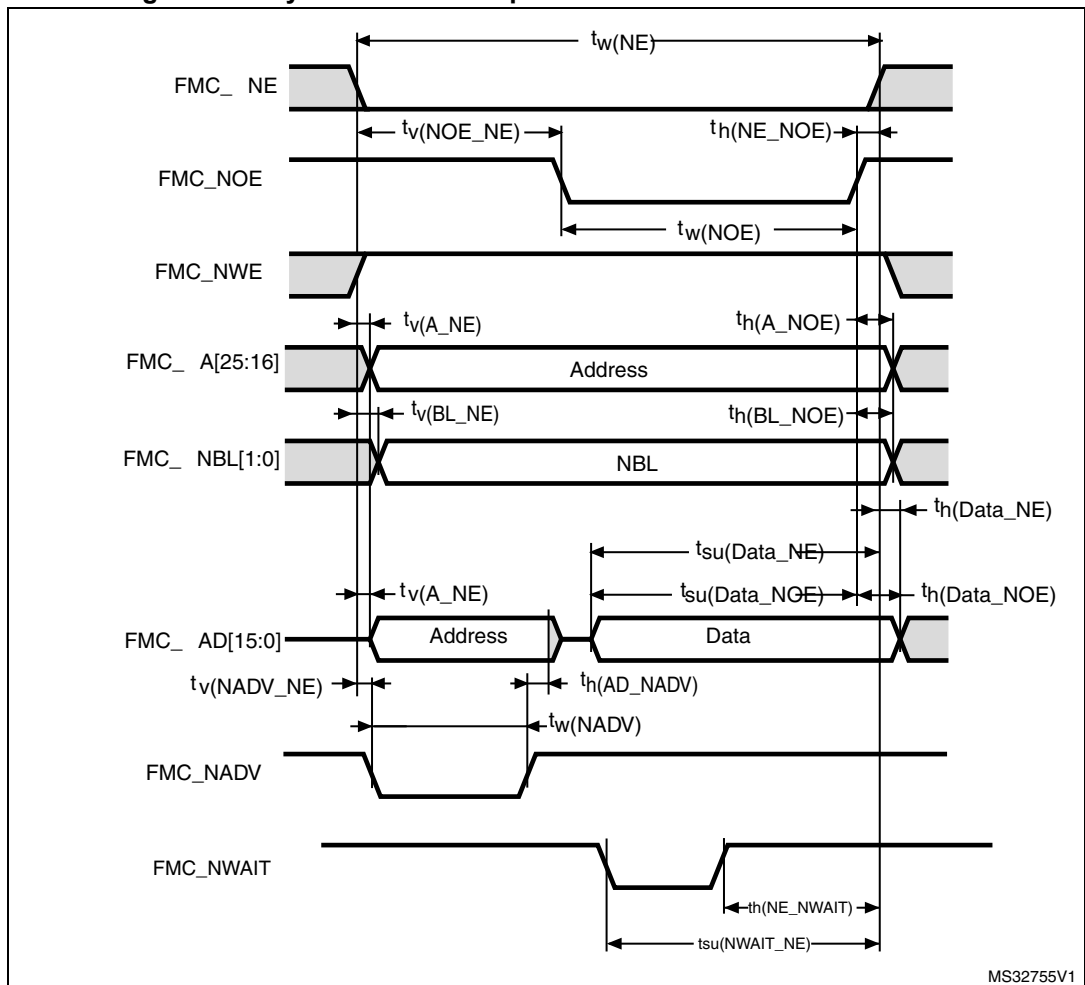 tw(NE)
FMC_ NE
tv(NOE_NE)
th(NE_NOE)
FMC_NOE
tw(NOE)
FMC_NWE
tv(A_NE)
th(A_NOE)
FMC_ A[25:16]
Address
tv(BL_NE)
th(BL_NOE)
FMC_ NBL[1:0]
NBL
th(Data_NE)
tsu(Data_NE)
tv(A_NE)
tsu(Data_NOE)
th(Data_NOE)
FMC_ AD[15:0]
Address
Data
tv(NADV_NE)
th(AD_NADV)
tw(NADV)
FMC_NADV
FMC_NWAIT
th(NE_NWAIT)
tsu(NWAIT_NE)
MS32755V1